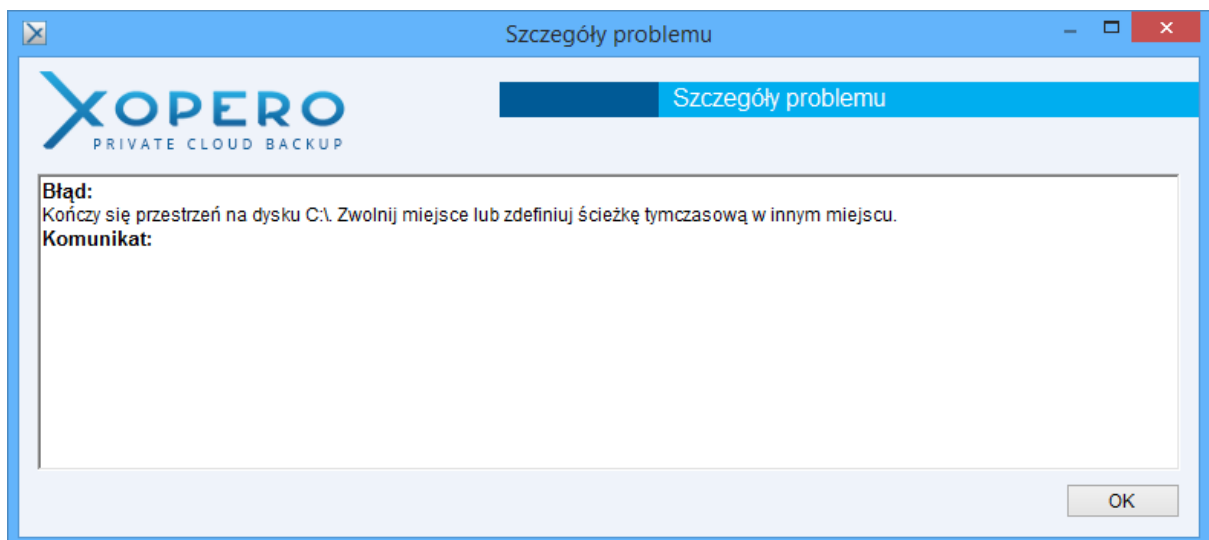 Szczegóły problemu
XOPERO
PRIVATE CLOUD BACKUP
Szczegóły problemu
Błąd:
Kończy się przestrzeń na dysku C:\. Zwolnij miejsce lub zdefiniuj ścieżkę tymczasową w innym miejscu.
Komunikat:
OK